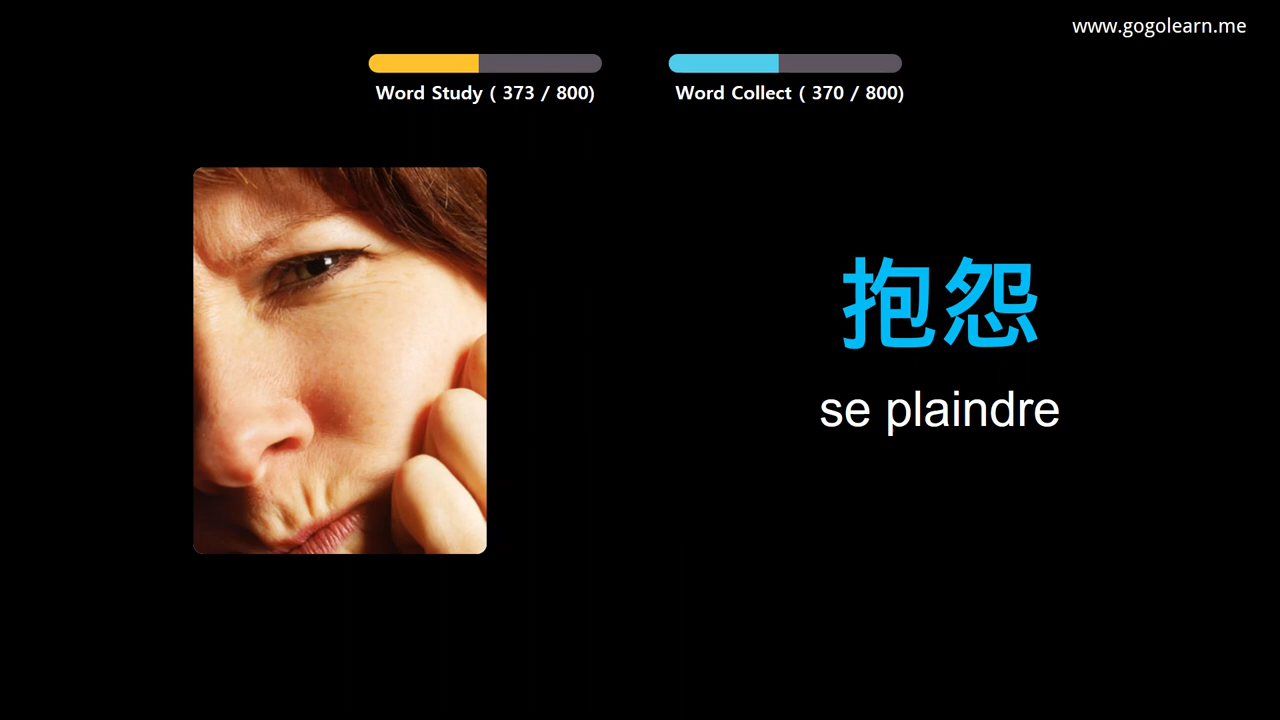 www.gogolearn.me
Word Study ( 373 / 800)
Word Collect ( 370 / 800)
抱怨
se plaindre